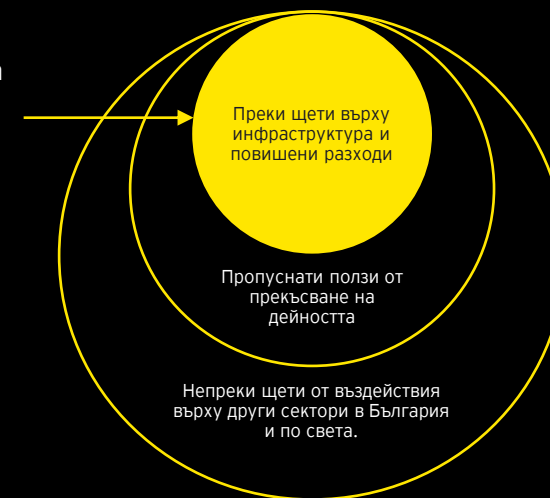 Преки щети върху
инфраструктура и
повишени разходи
Пропуснати ползи от
прекъсване на
дейността
Непреки щети от въздействия
върху други сектори в България
и по света.